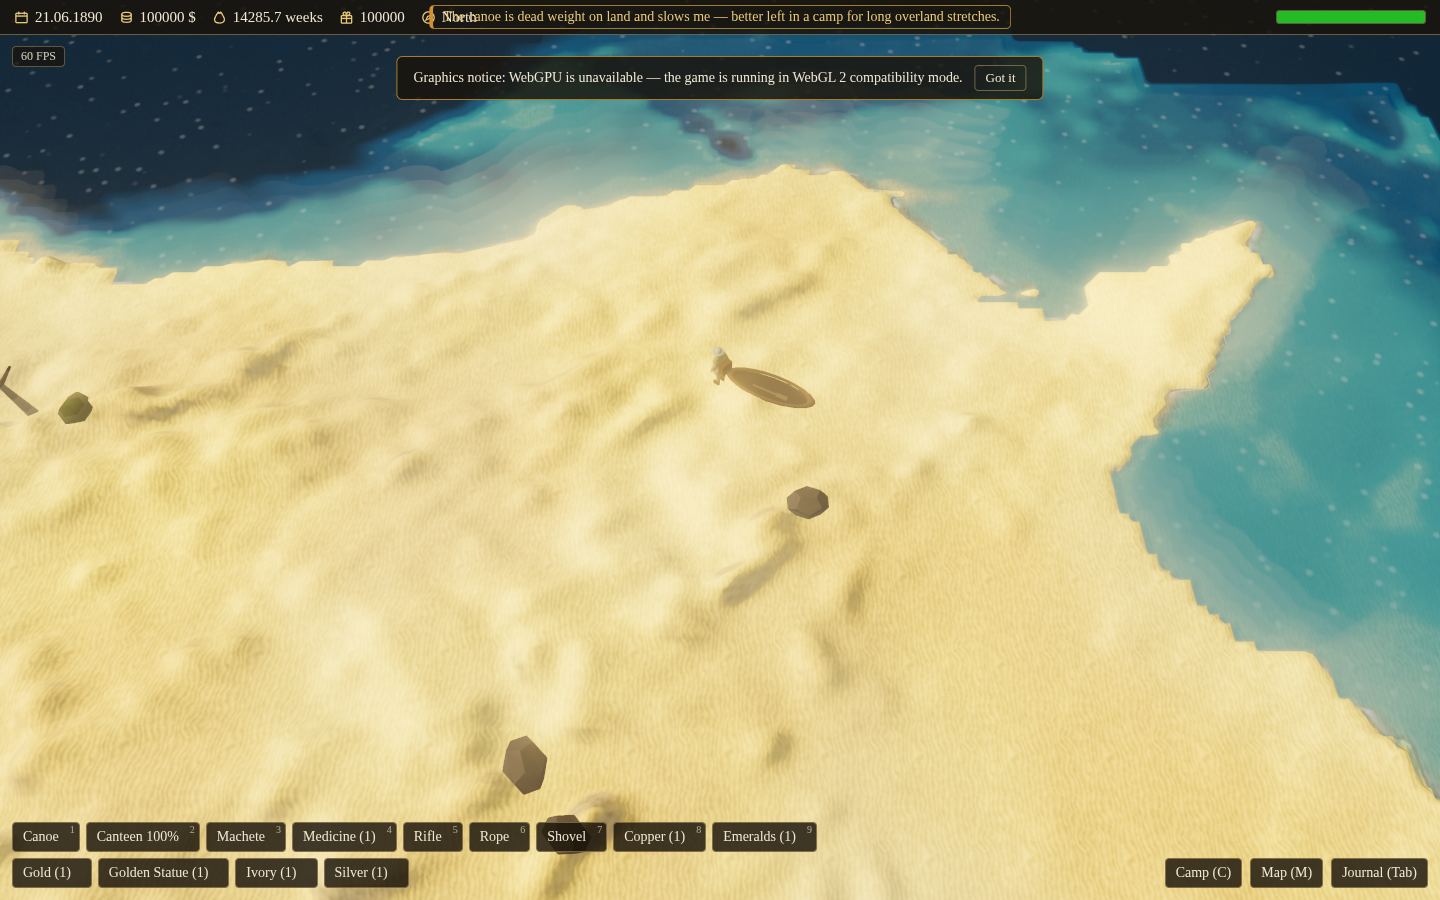 21.06.1890 100000 $ 14285.7 weeks 100000 North
The canoe is dead weight on land and slows me — better left in a camp for long overland stretches.
60 FPS
Graphics notice: WebGPU is unavailable — the game is running in WebGL 2 compatibility mode. Got it
Canoe 1 Canteen 100% 2 Machete 3 Medicine (1) 4 Rifle 5 Rope 6 Shovel 7 Copper (1) 8 Emeralds (1) 9
Gold (1) Golden Statue (1) Ivory (1) Silver (1) Camp (C) Map (M) Journal (Tab)